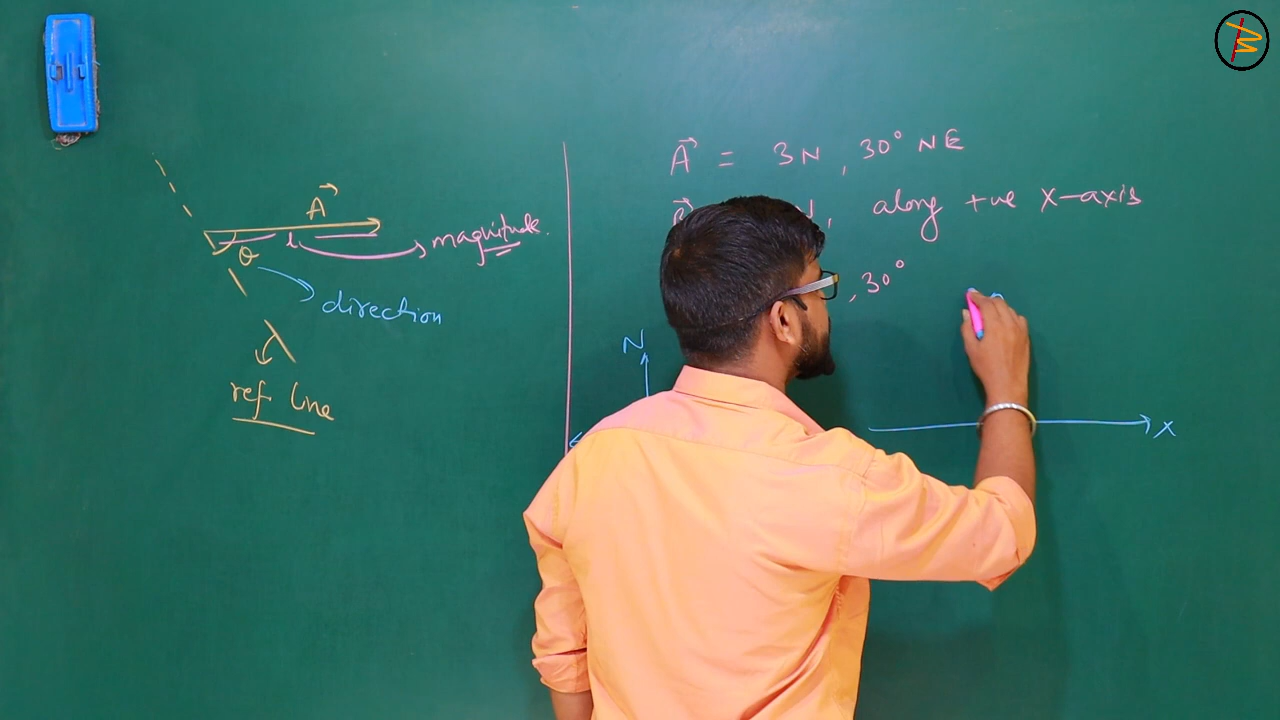 A
θ
l
magnitude
direction
ref line
A = 3N, 30° NE
, along +ve X-axis
, 30°
N
X